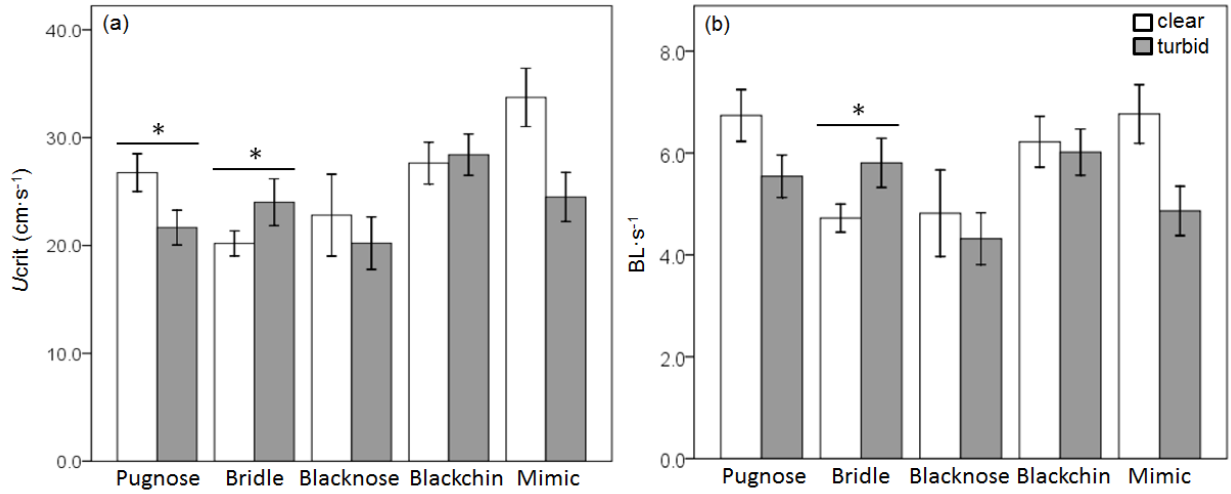 (a)
40.0
30.0
20.0
10.0
0.0
Ucrit (cm·s⁻¹)
*
*
Pugnose Bridle Blacknose Blackchin Mimic
(b)
clear
turbid
8.0
6.0
4.0
2.0
0.0
BL·s⁻¹
*
Pugnose Bridle Blacknose Blackchin Mimic